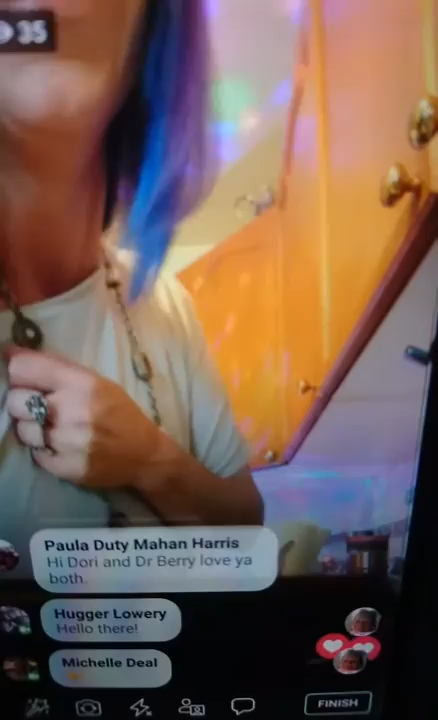 35
Paula Duty Mahan Harris
Hi Dori and Dr Berry love ya
both.
Hugger Lowery
Hello there!
Michelle Deal
FINISH